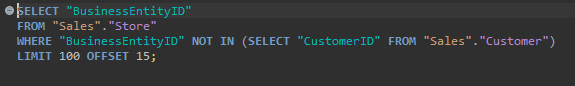 SELECT "BusinessEntityID"
FROM "Sales"."Store"
WHERE "BusinessEntityID" NOT IN (SELECT "CustomerID" FROM "Sales"."Customer")
LIMIT 100 OFFSET 15;